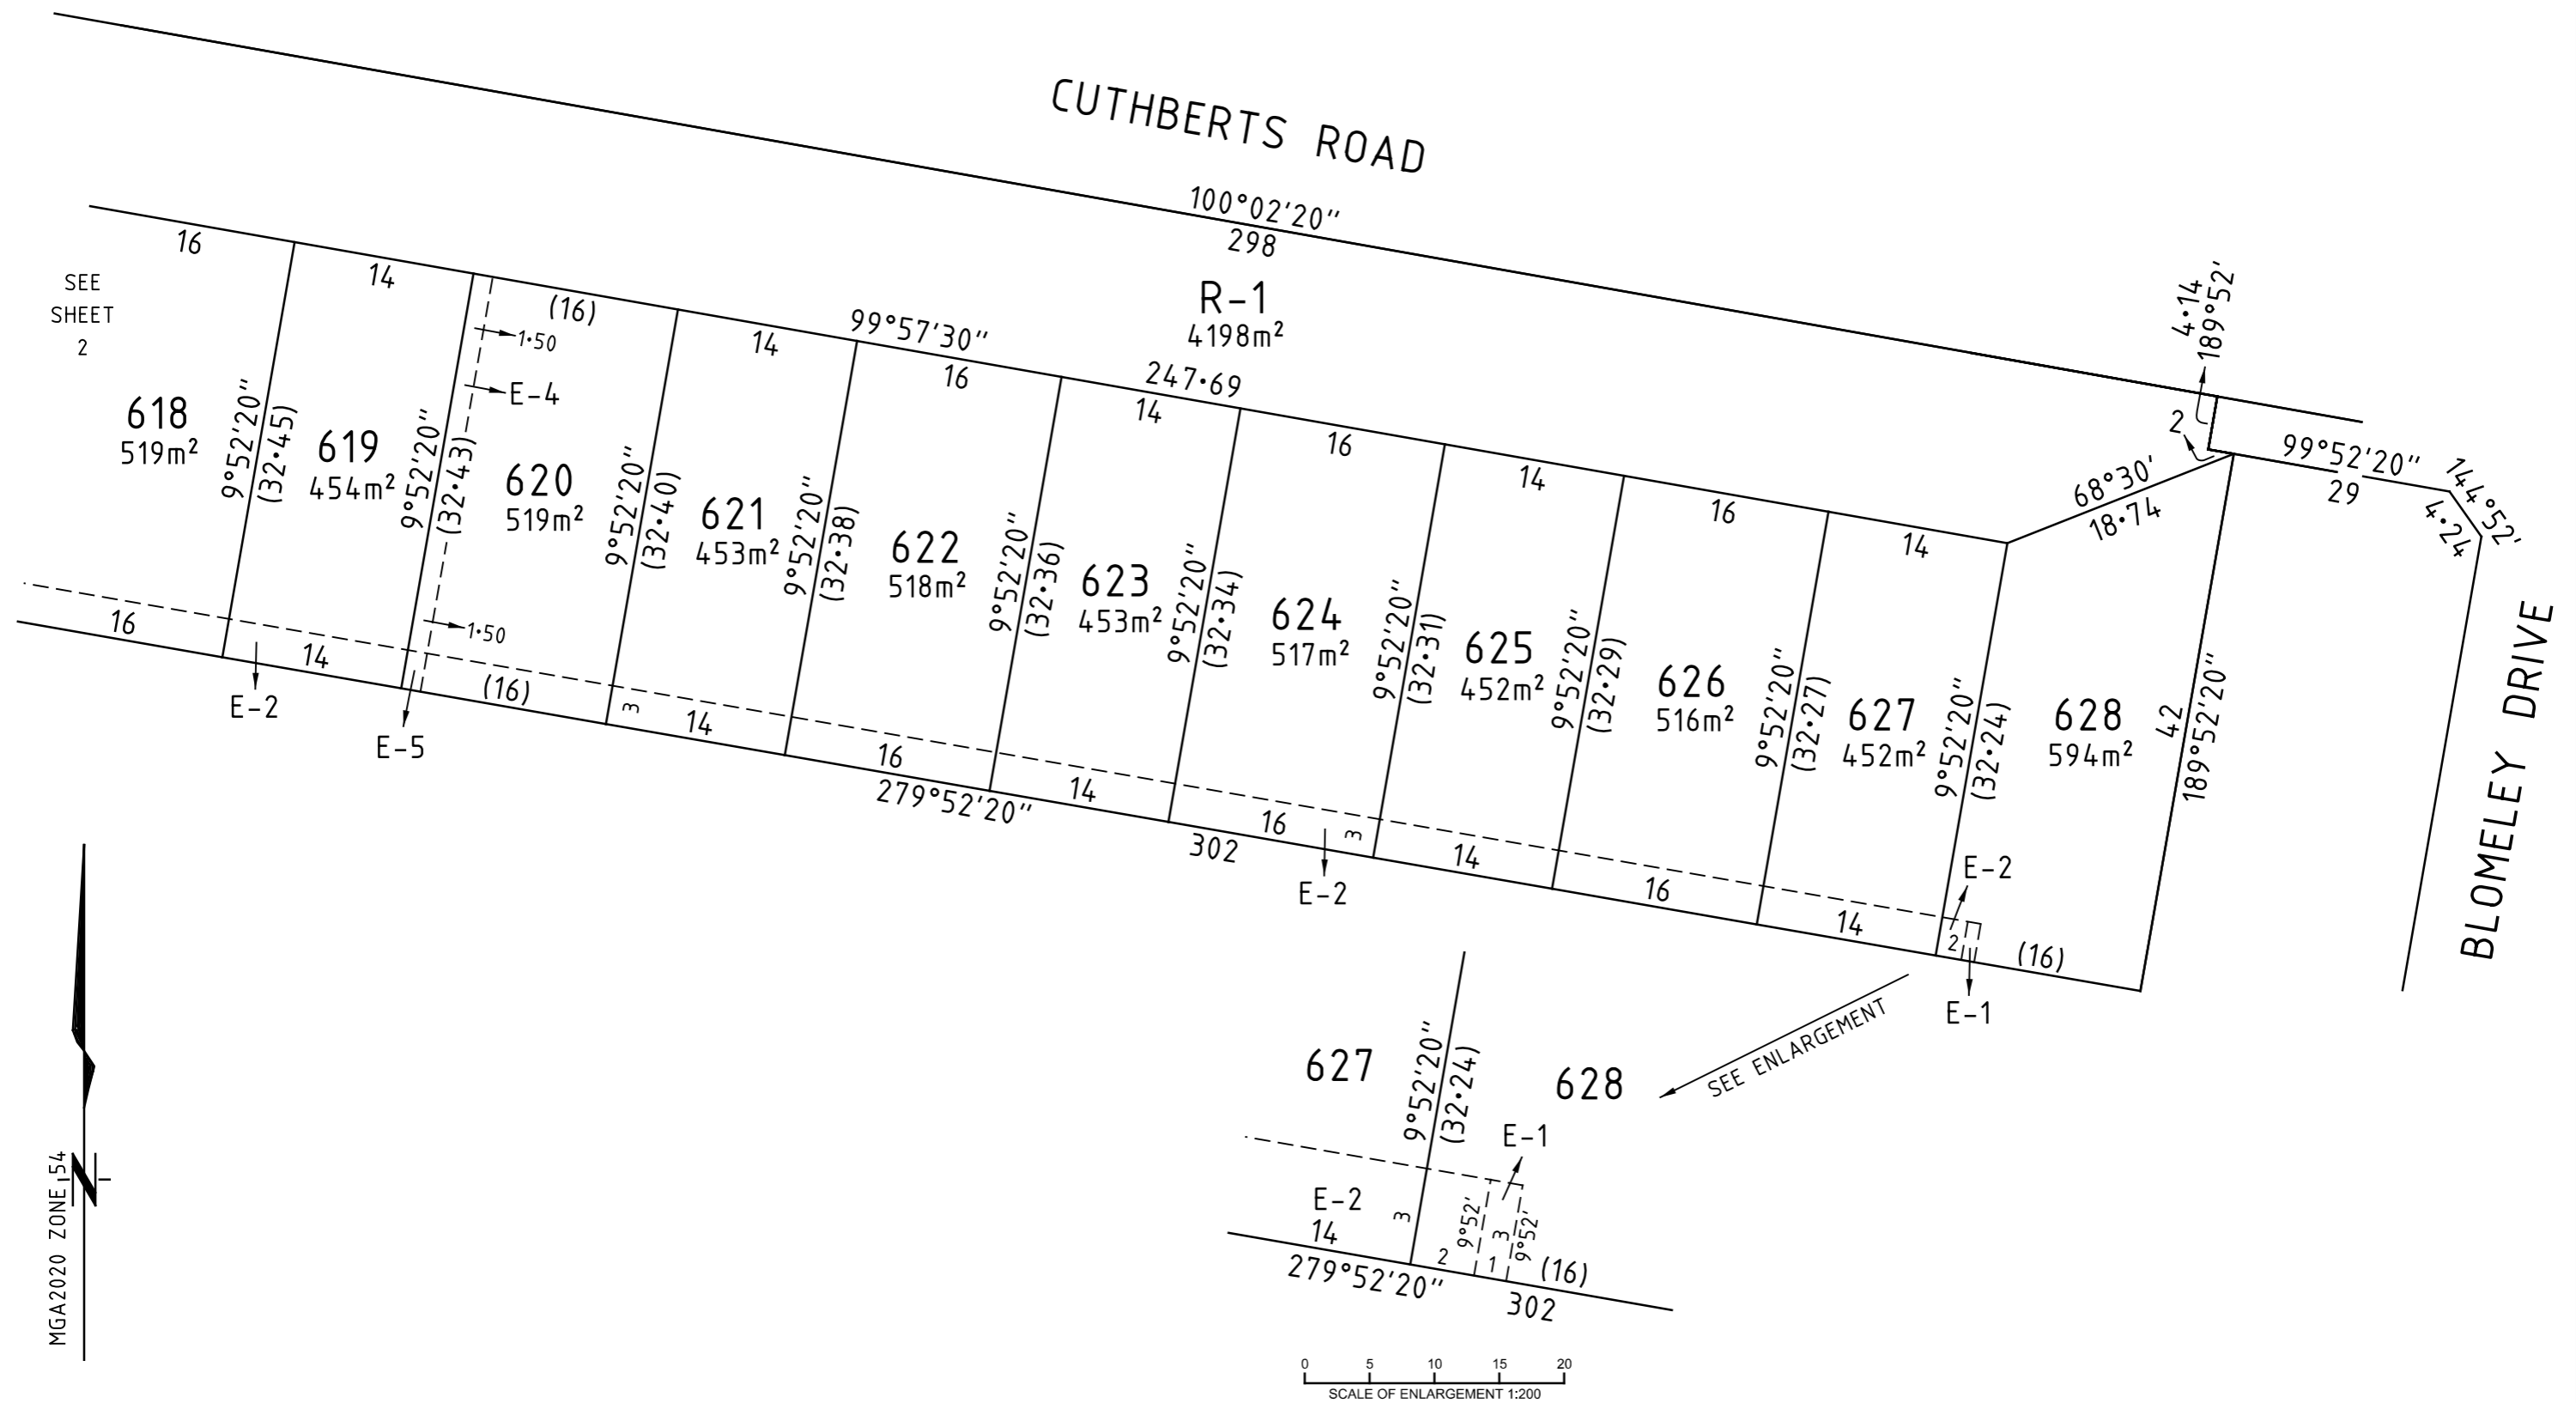 CUTHBERTS ROAD
100°02'20"
298
R-1
4198m²
4·14
189°52'
2
99°52'20"
29
144°52'
4·24
68°30'
18·74
16
14
(16)
14
99°57'30"
16
247·69
14
16
14
16
14
SEE
SHEET
2
1·50
E-4
618
519m²
9°52'20"
(32·45)
619
454m²
9°52'20"
(32·43)
620
519m²
9°52'20"
(32·40)
621
453m²
9°52'20"
(32·38)
622
518m²
9°52'20"
(32·36)
623
453m²
9°52'20"
(32·34)
624
517m²
9°52'20"
(32·31)
625
452m²
9°52'20"
(32·29)
626
516m²
9°52'20"
(32·27)
627
452m²
9°52'20"
(32·24)
628
594m²
42
189°52'20"
BLOMELEY DRIVE
1·50
16
14
E-2
E-5
(16)
3
14
16
279°52'20"
14
302
16
3
E-2
14
16
14
E-2
2
(16)
E-1
SEE ENLARGEMENT
627
9°52'20"
(32·24)
628
E-1
E-2
14
3
2
9°52'
3
1
9°52'
(16)
279°52'20"
302
MGA2020 ZONE 54
N
0 5 10 15 20
SCALE OF ENLARGEMENT 1:200